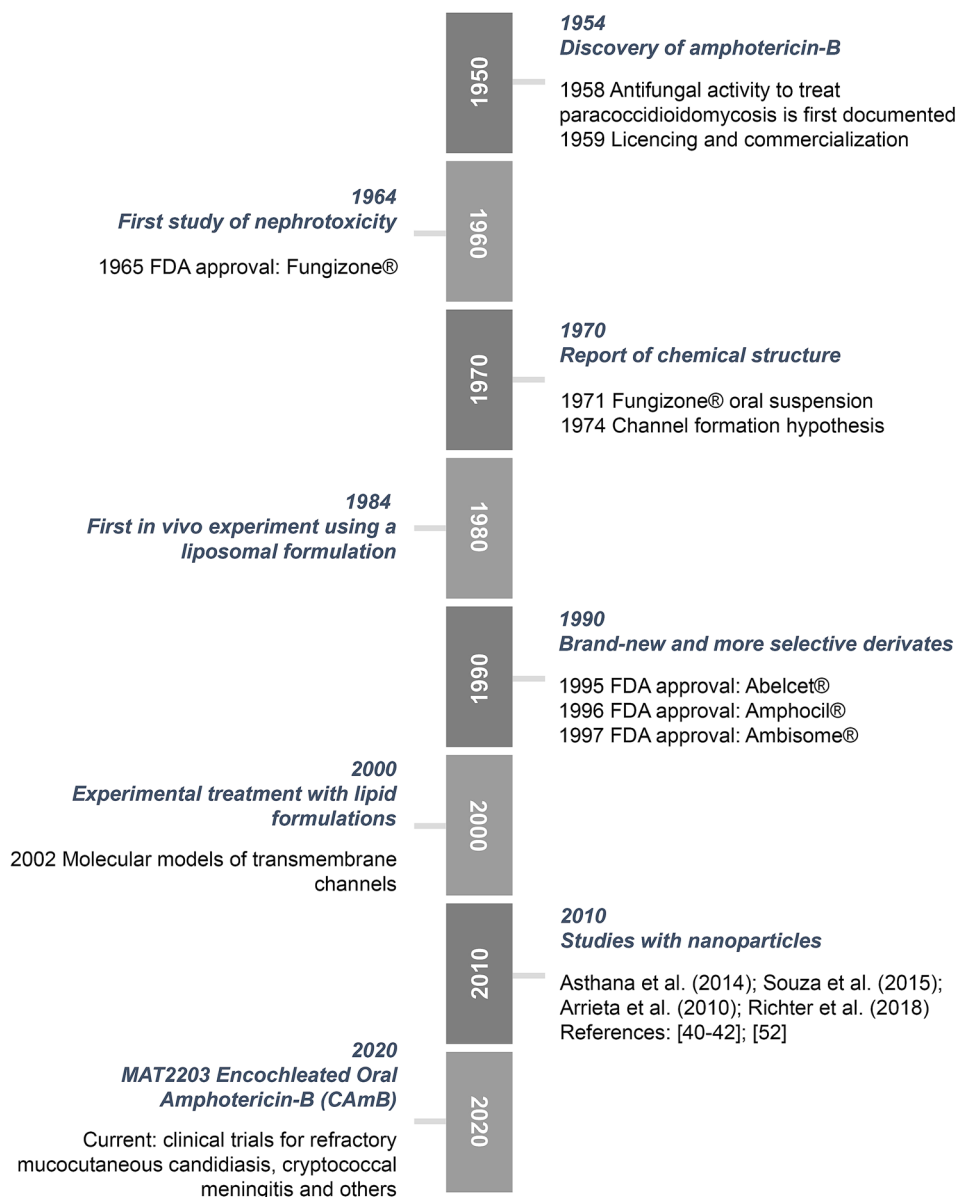 1950
1954
Discovery of amphotericin-B
1958 Antifungal activity to treat
paracoccidioidomycosis is first documented
1959 Licencing and commercialization
1960
1964
First study of nephrotoxicity
1965 FDA approval: Fungizone®
1970
1970
Report of chemical structure
1971 Fungizone® oral suspension
1974 Channel formation hypothesis
1980
1984
First in vivo experiment using a
liposomal formulation
1990
1990
Brand-new and more selective derivates
1995 FDA approval: Abelcet®
1996 FDA approval: Amphocil®
1997 FDA approval: Ambisome®
2000
2000
Experimental treatment with lipid
formulations
2002 Molecular models of transmembrane
channels
2010
2010
Studies with nanoparticles
Asthana et al. (2014); Souza et al. (2015);
Arrieta et al. (2010); Richter et al. (2018)
References: [40-42]; [52]
2020
2020
MAT2203 Encochleated Oral
Amphotericin-B (CAmB)
Current: clinical trials for refractory
mucocutaneous candidiasis, cryptococcal
meningitis and others